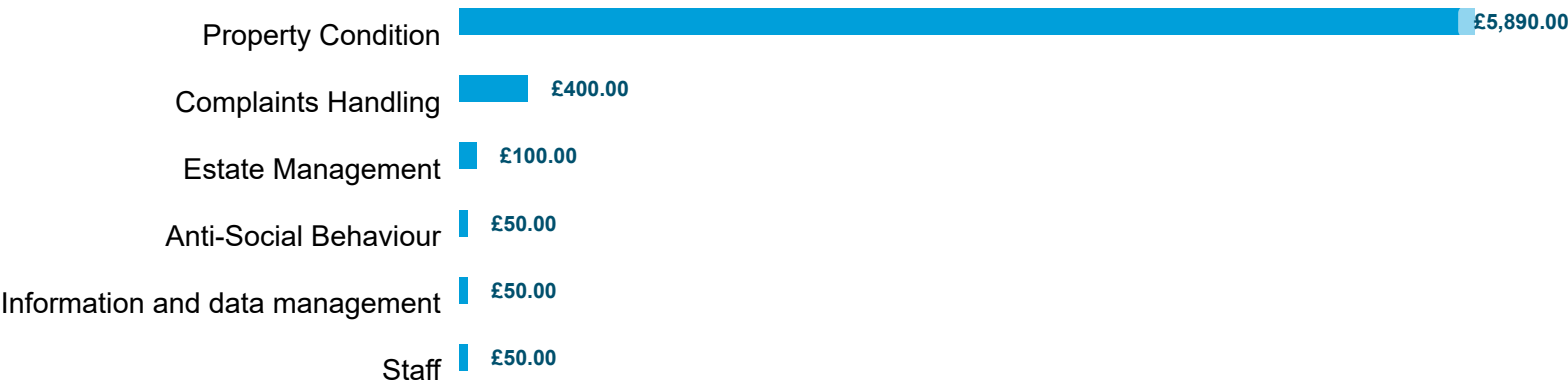 Property Condition £5,890.00
Complaints Handling £400.00
Estate Management £100.00
Anti-Social Behaviour £50.00
Information and data management £50.00
Staff £50.00